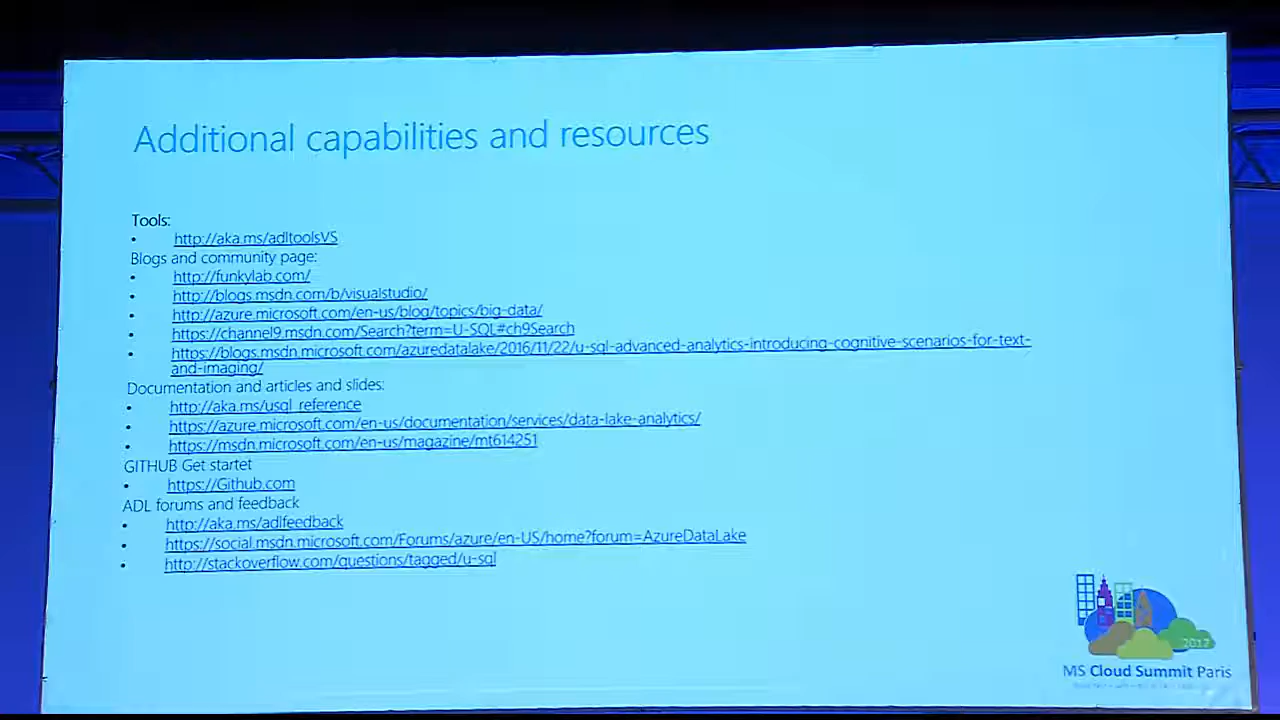 Additional capabilities and resources
Tools:
• http://aka.ms/adltoolsVS
Blogs and community page:
• http://funkylab.com/
• http://blogs.msdn.com/b/visualstudio/
• http://azure.microsoft.com/en-us/blog/topics/big-data/
• https://channel9.msdn.com/Search?term=U-SQL#ch9Search
• https://blogs.msdn.microsoft.com/azuredatalake/2016/11/22/u-sql-advanced-analytics-introducing-cognitive-scenarios-for-text-
and-imaging/
Documentation and articles and slides:
• http://aka.ms/usql_reference
• https://azure.microsoft.com/en-us/documentation/services/data-lake-analytics/
• https://msdn.microsoft.com/en-us/magazine/mt614251
GITHUB Get startet
• https://Github.com
ADL forums and feedback
• http://aka.ms/adlfeedback
• https://social.msdn.microsoft.com/Forums/azure/en-US/home?forum=AzureDataLake
• http://stackoverflow.com/questions/tagged/u-sql
2017
MS Cloud Summit Paris